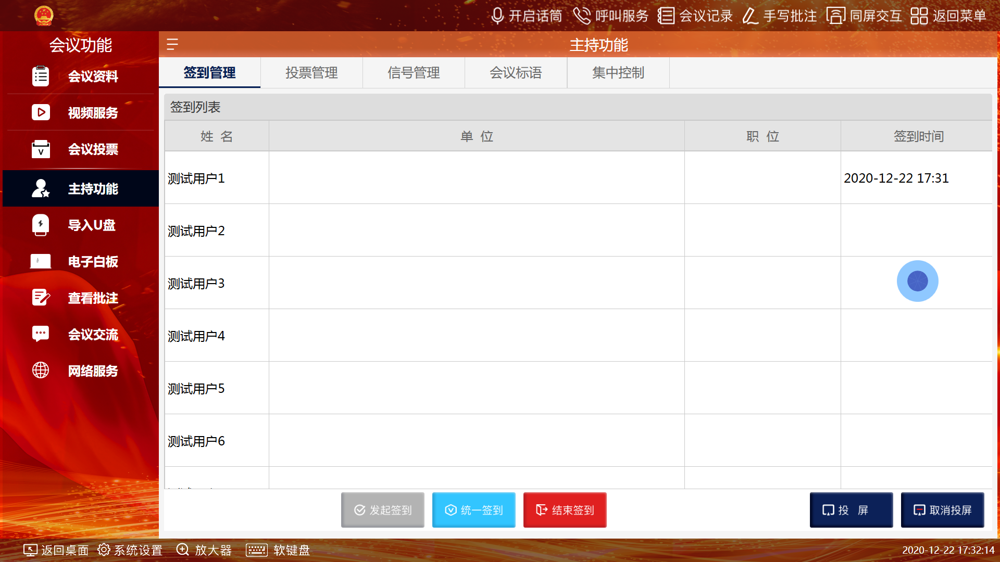 开启话筒 呼叫服务 会议记录 手写批注 同屏交互 返回菜单
会议功能
主持功能
会议资料
视频服务
会议投票
主持功能
导入U盘
电子白板
查看批注
会议交流
网络服务
签到管理 投票管理 信号管理 会议标语 集中控制
签到列表
姓 名 单 位 职 位 签到时间
测试用户1 2020-12-22 17:31
测试用户2
测试用户3
测试用户4
测试用户5
测试用户6
发起签到 统一签到 结束签到 投 屏 取消投屏
返回桌面 系统设置 放大器 软键盘 2020-12-22 17:32:14